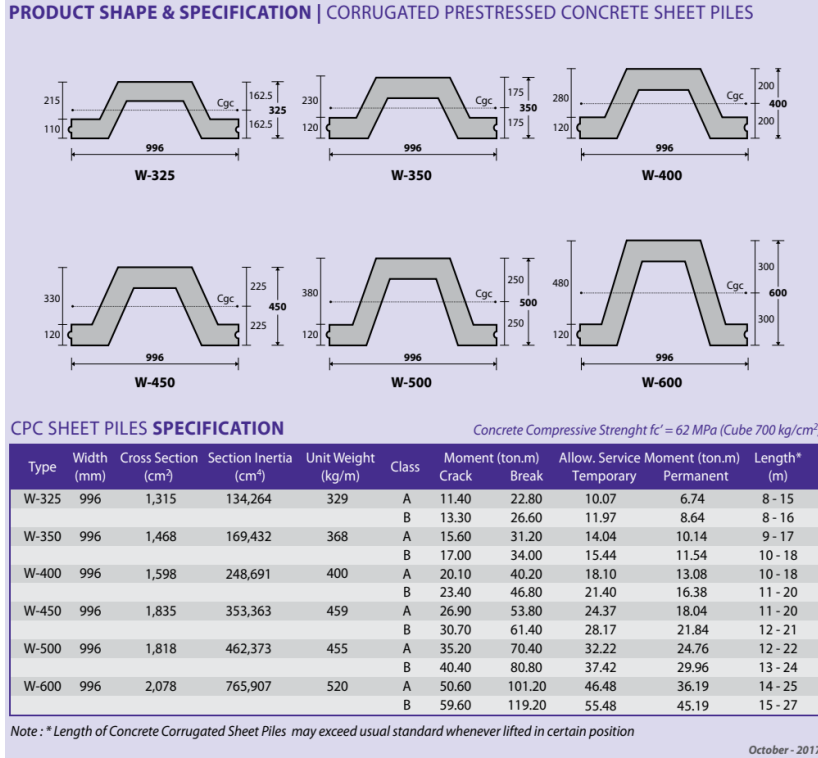 PRODUCT SHAPE & SPECIFICATION | CORRUGATED PRESTRESSED CONCRETE SHEET PILES
215
110
Cgc
162.5
325
162.5
996
W-325
230
120
Cgc
175
350
175
996
W-350
280
120
Cgc
200
400
200
996
W-400
330
120
Cgc
225
450
225
996
W-450
380
120
Cgc
250
500
250
996
W-500
480
120
Cgc
300
600
300
996
W-600
CPC SHEET PILES SPECIFICATION
Concrete Compressive Strenght fc' = 62 MPa (Cube 700 kg/cm²)
Type Width (mm) Cross Section (cm²) Section Inertia (cm⁴) Unit Weight (kg/m) Class Moment (ton.m) Crack Break Allow. Service Moment (ton.m) Temporary Permanent Length* (m)
W-325 996 1,315 134,264 329 A 11.40 22.80 10.07 6.74 8 - 15
B 13.30 26.60 11.97 8.64 8 - 16
W-350 996 1,468 169,432 368 A 15.60 31.20 14.04 10.14 9 - 17
B 17.00 34.00 15.44 11.54 10 - 18
W-400 996 1,598 248,691 400 A 20.10 40.20 18.10 13.08 10 - 18
B 23.40 46.80 21.40 16.38 11 - 20
W-450 996 1,835 353,363 459 A 26.90 53.80 24.37 18.04 11 - 20
B 30.70 61.40 28.17 21.84 12 - 21
W-500 996 1,818 462,373 455 A 35.20 70.40 32.22 24.76 12 - 22
B 40.40 80.80 37.42 29.96 13 - 24
W-600 996 2,078 765,907 520 A 50.60 101.20 46.48 36.19 14 - 25
B 59.60 119.20 55.48 45.19 15 - 27
Note : * Length of Concrete Corrugated Sheet Piles may exceed usual standard whenever lifted in certain position
October - 2017